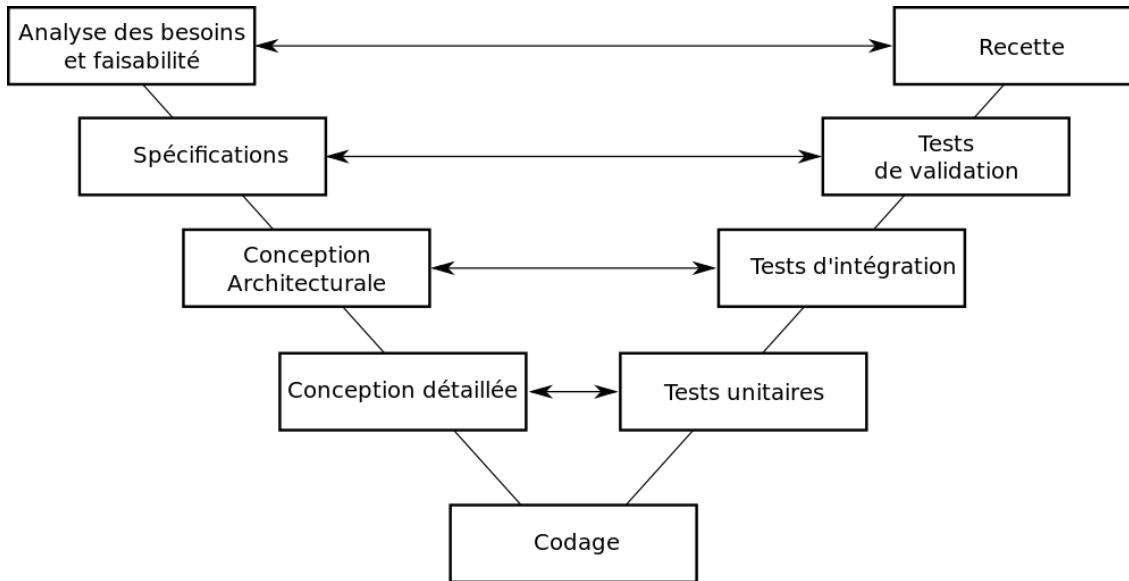 Analyse des besoins
et faisabilité
Recette
Spécifications
Tests
de validation
Conception
Architecturale
Tests d'intégration
Conception détaillée
Tests unitaires
Codage